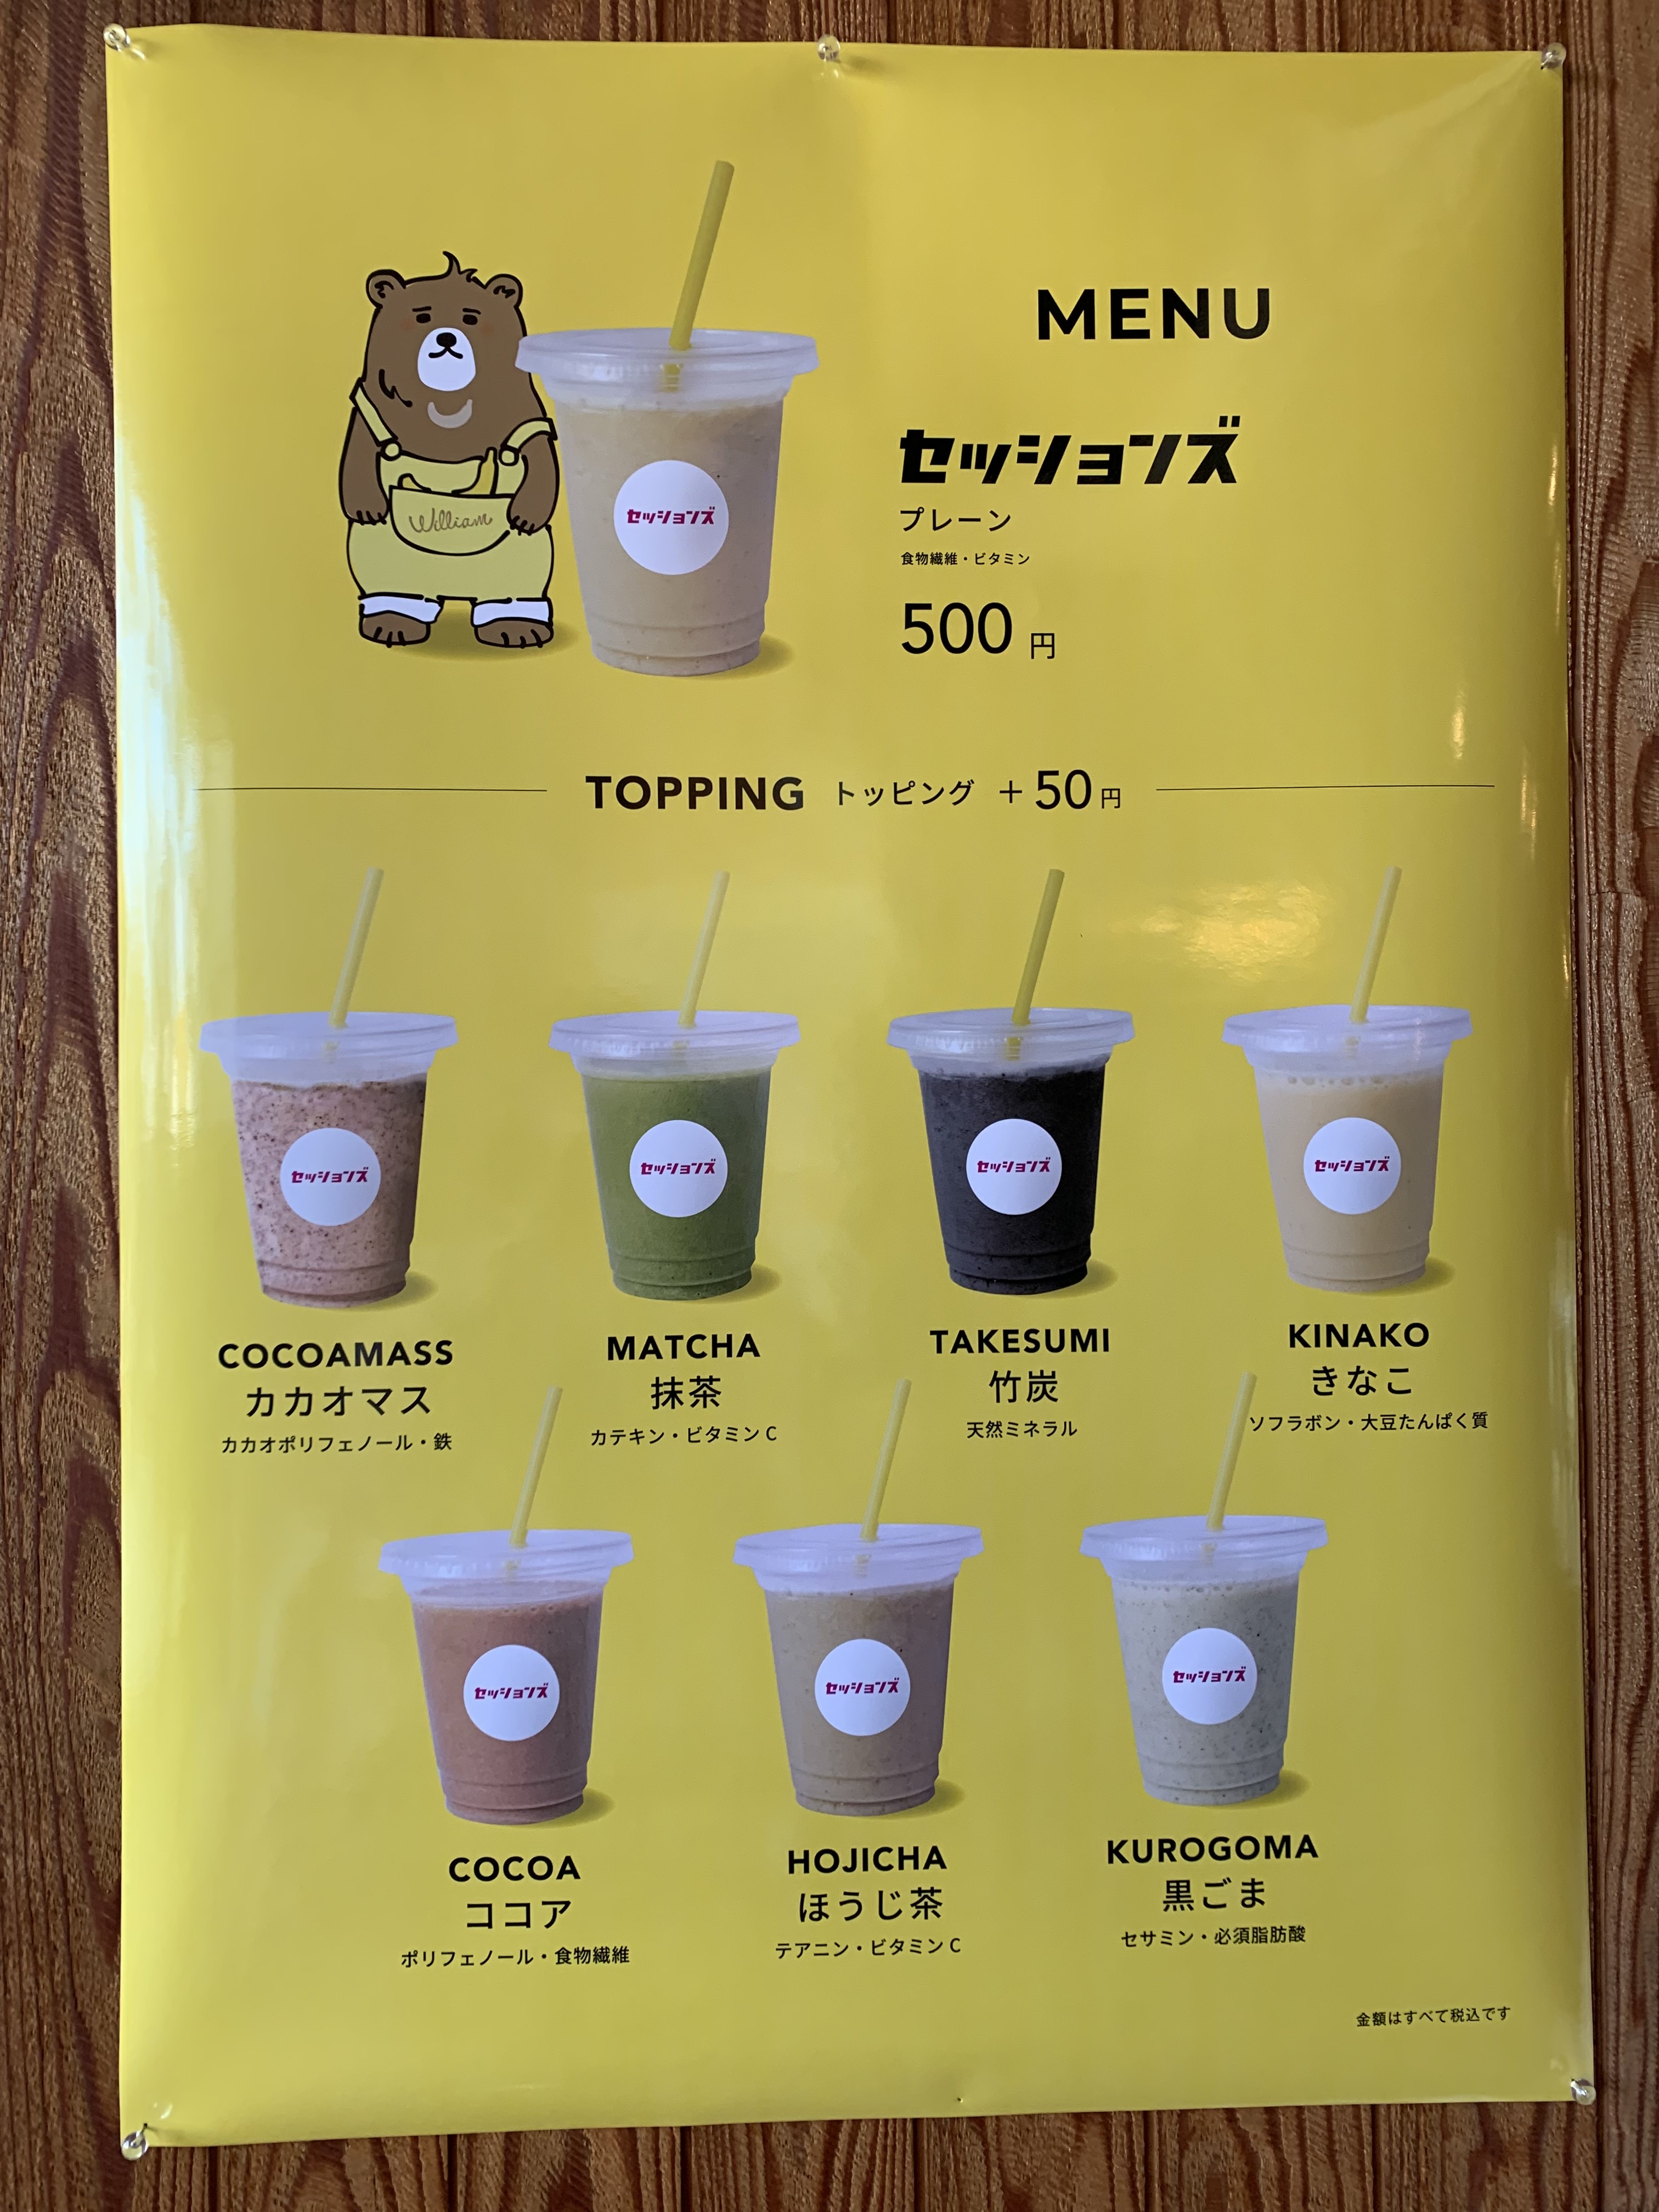 MENU
セッションズ
プレーン
食物繊維・ビタミン
500 円
William
セッションズ
TOPPING トッピング +50円
セッションズ
セッションズ
セッションズ
セッションズ
COCOAMASS
カカオマス
カカオポリフェノール・鉄
MATCHA
抹茶
カテキン・ビタミンC
TAKESUMI
竹炭
天然ミネラル
KINAKO
きなこ
ソフラボン・大豆たんぱく質
セッションズ
セッションズ
セッションズ
COCOA
ココア
ポリフェノール・食物繊維
HOJICHA
ほうじ茶
テアニン・ビタミンC
KUROGOMA
黒ごま
セサミン・必須脂肪酸
金額はすべて税込です